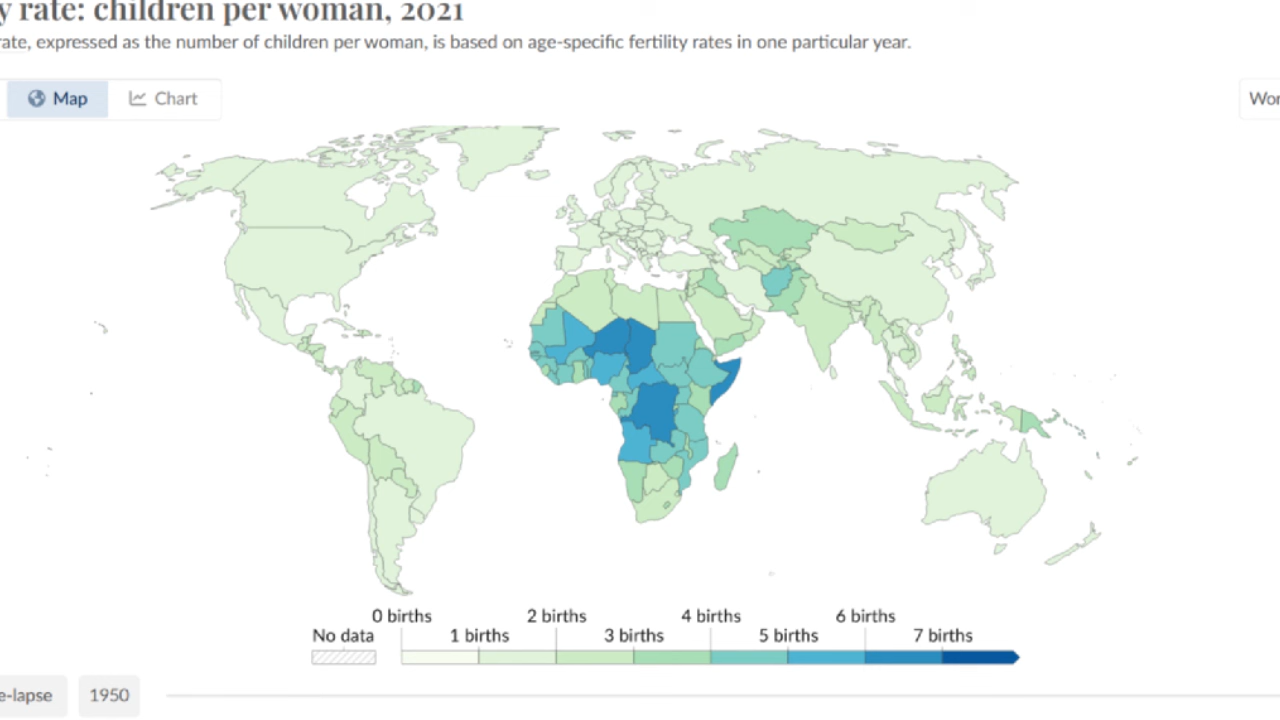 y rate: children per woman, 2021
rate, expressed as the number of children per woman, is based on age-specific fertility rates in one particular year.
Map
Chart
Wor
0 births
2 births
4 births
6 births
No data
1 births
3 births
5 births
7 births
e-lapse
1950